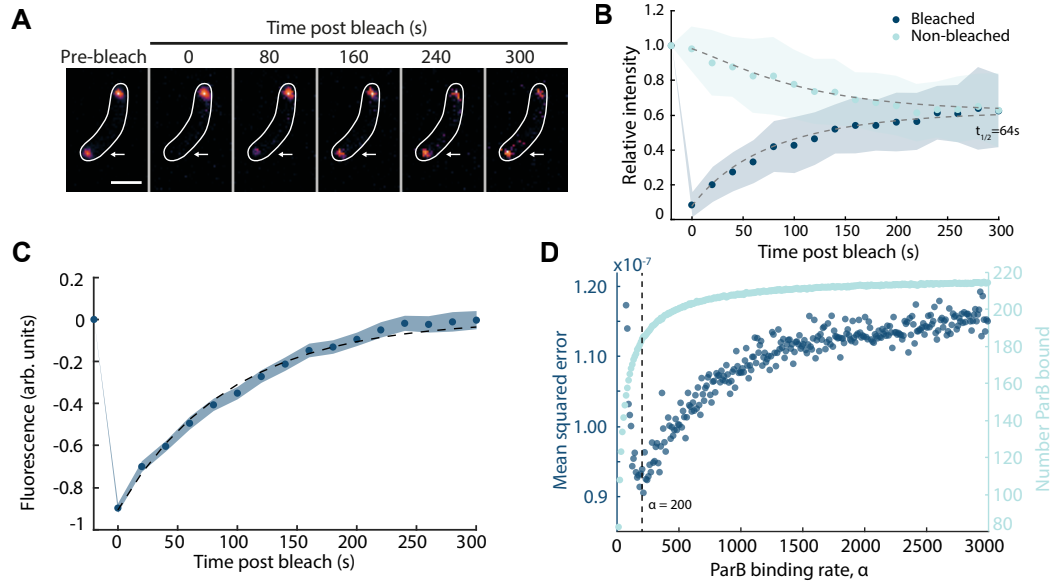 A
Time post bleach (s)
Pre-bleach 0 80 160 240 300
B
Relative intensity
1.2
1.0
0.8
0.6
0.4
0.2
0
Bleached
Non-bleached
t1/2=64s
0 50 100 150 200 250 300
Time post bleach (s)
C
Fluorescence (arb. units)
0.2
0
-0.2
-0.4
-0.6
-0.8
-1
0 50 100 150 200 250 300
Time post bleach (s)
D
x10-7
Mean squared error
1.20
1.10
1.00
0.9
α = 200
220
200
180
160
140
120
100
80
Number ParB bound
0 500 1000 1500 2000 2500 3000
ParB binding rate, α